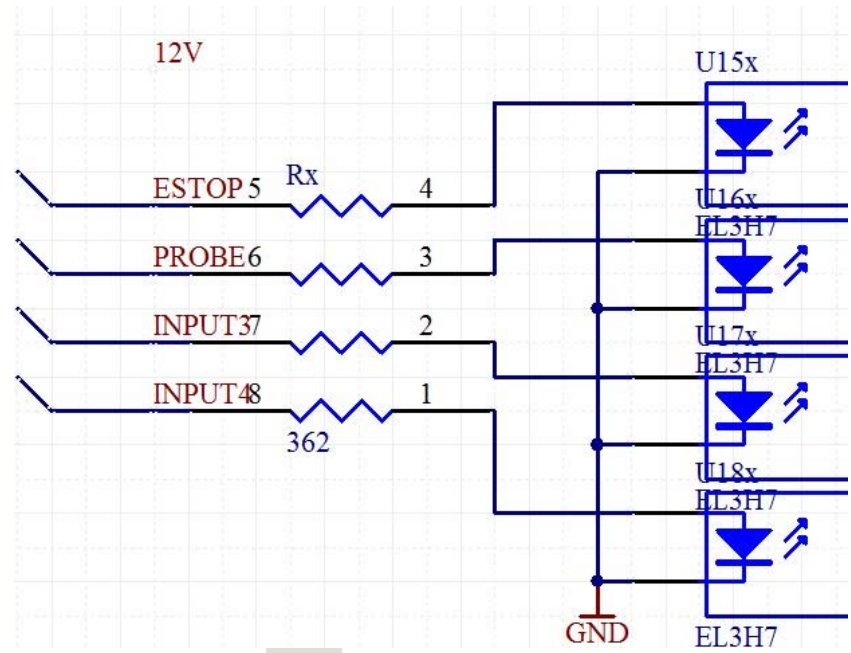 12V
U15x
ESTOP 5 Rx 4
U16x
EL3H7
PROBE6 3
INPUT37 2
U17x
EL3H7
INPUT48 1
362
U18x
EL3H7
GND
EL3H7